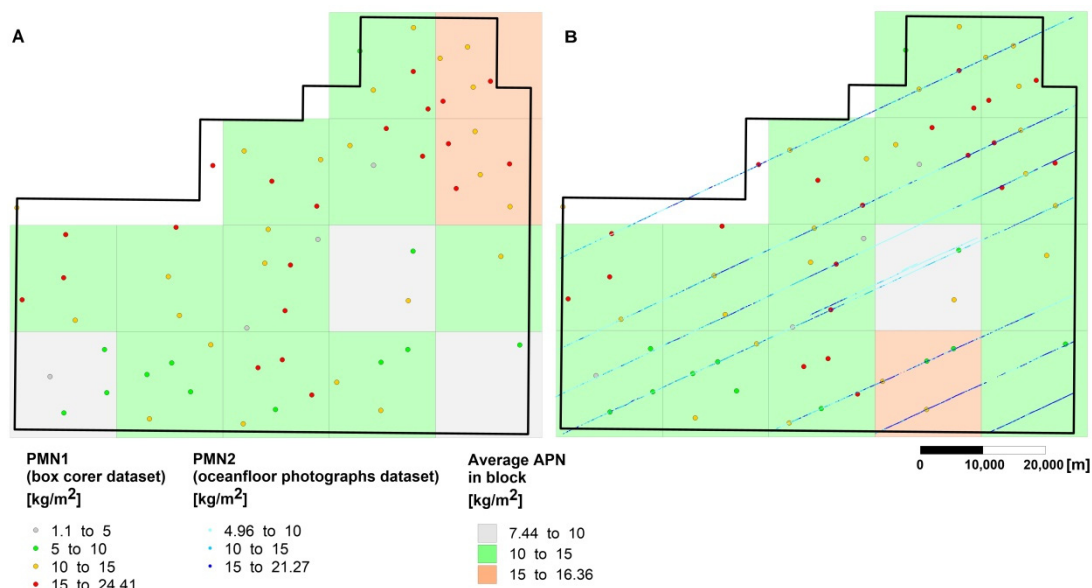 A
B
0 10,000 20,000 [m]
PMN1
(box corer dataset)
[kg/m²]
1.1 to 5
5 to 10
10 to 15
15 to 24.41
PMN2
(oceanfloor photographs dataset)
[kg/m²]
4.96 to 10
10 to 15
15 to 21.27
Average APN
in block
[kg/m²]
7.44 to 10
10 to 15
15 to 16.36